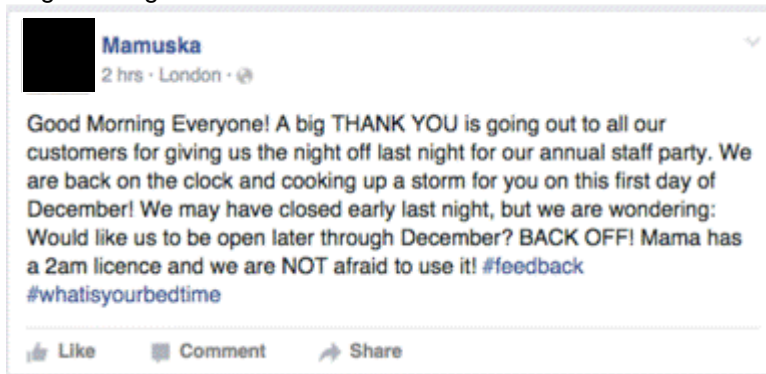 Mamuska
2 hrs · London ·
Good Morning Everyone! A big THANK YOU is going out to all our
customers for giving us the night off last night for our annual staff party. We
are back on the clock and cooking up a storm for you on this first day of
December! We may have closed early last night, but we are wondering:
Would like us to be open later through December? BACK OFF! Mama has
a 2am licence and we are NOT afraid to use it! #feedback
#whatisyourbedtime
Like Comment Share